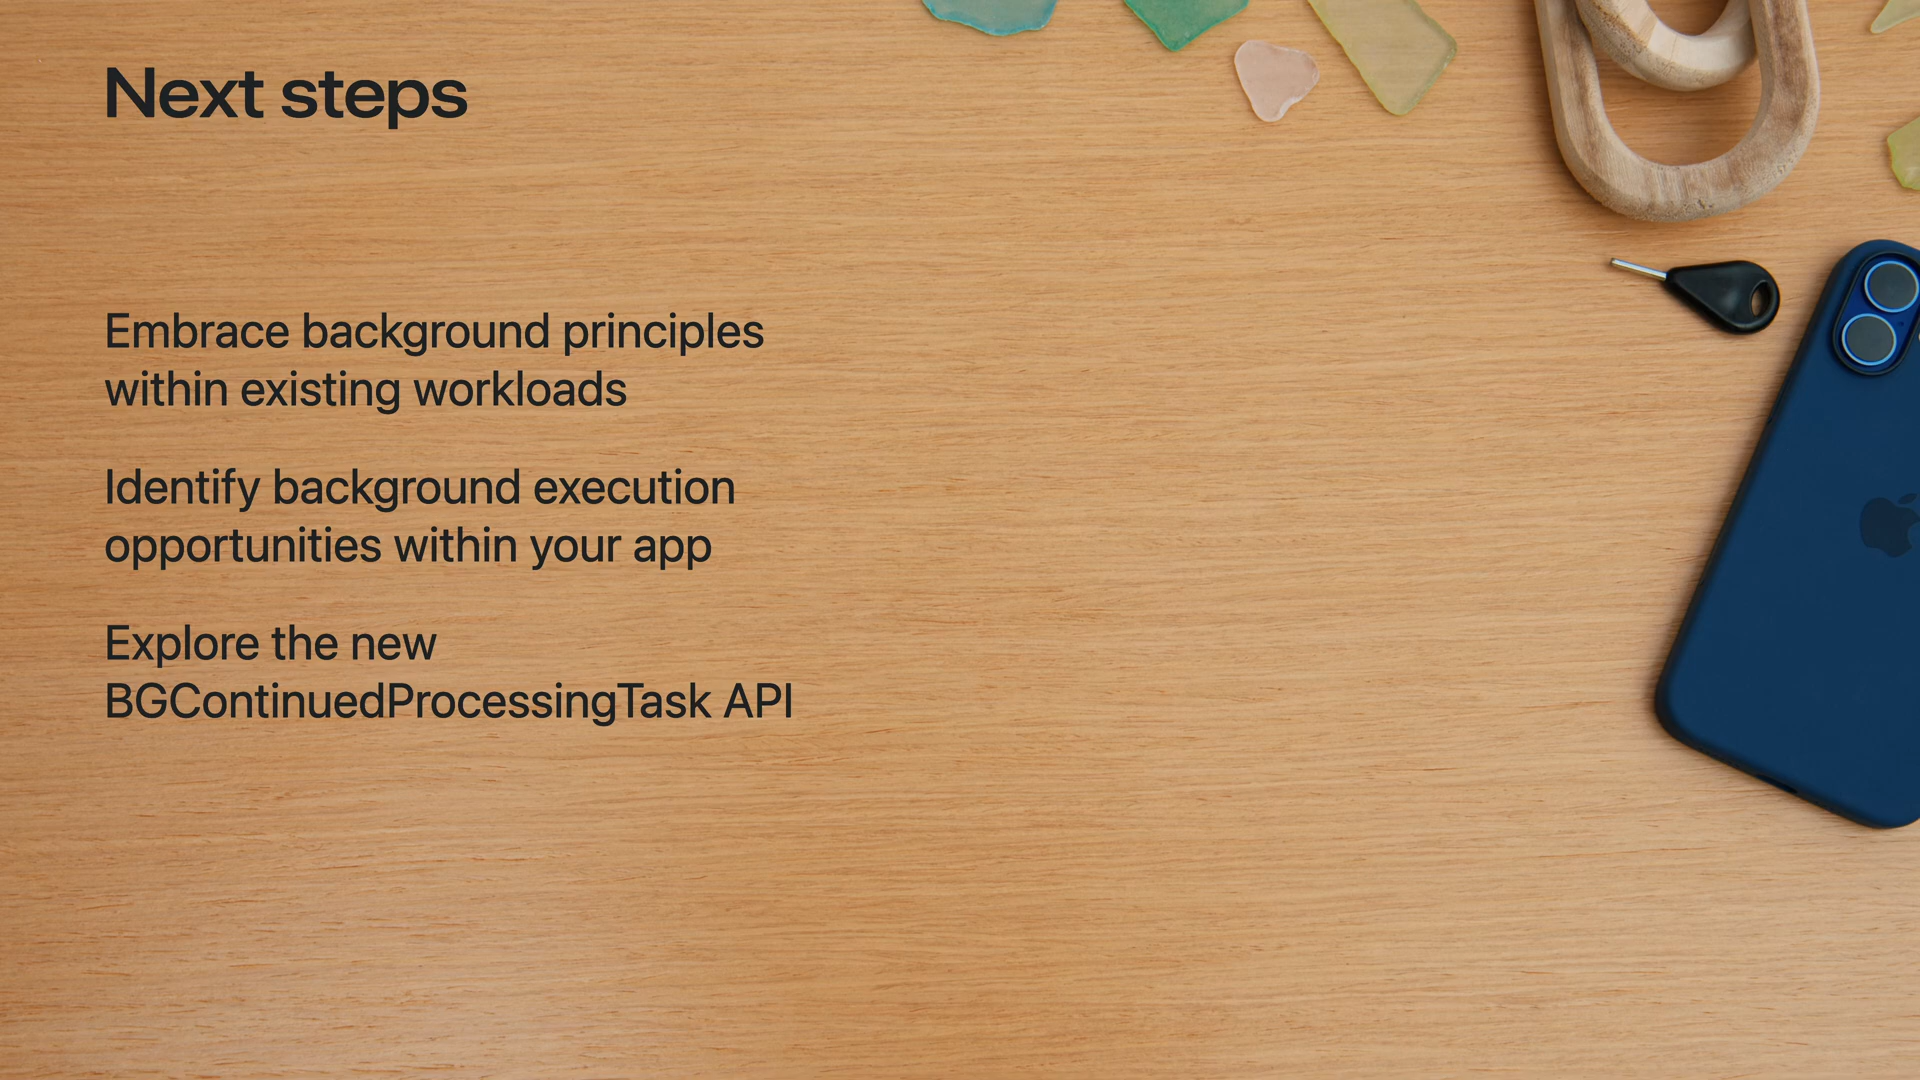 Next steps
Embrace background principles
within existing workloads
Identify background execution
opportunities within your app
Explore the new
BGContinuedProcessingTask API